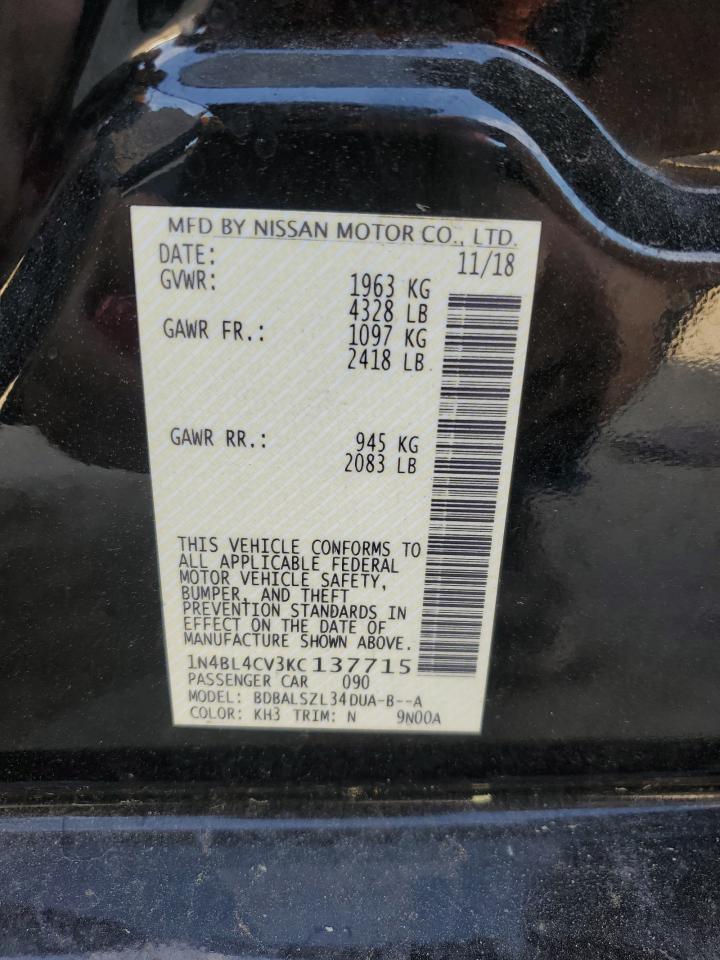 MFD BY NISSAN MOTOR CO., LTD.
DATE: 11/18
GVWR: 1963 KG
4328 LB
GAWR FR.: 1097 KG
2418 LB
GAWR RR.: 945 KG
2083 LB
THIS VEHICLE CONFORMS TO
ALL APPLICABLE FEDERAL
MOTOR VEHICLE SAFETY,
BUMPER, AND THEFT
PREVENTION STANDARDS IN
EFFECT ON THE DATE OF
MANUFACTURE SHOWN ABOVE.
1N4BL4CV3KC137715
PASSENGER CAR 090
MODEL: BDBALSZL34DUA-B--A
COLOR: KH3 TRIM: N 9N00A